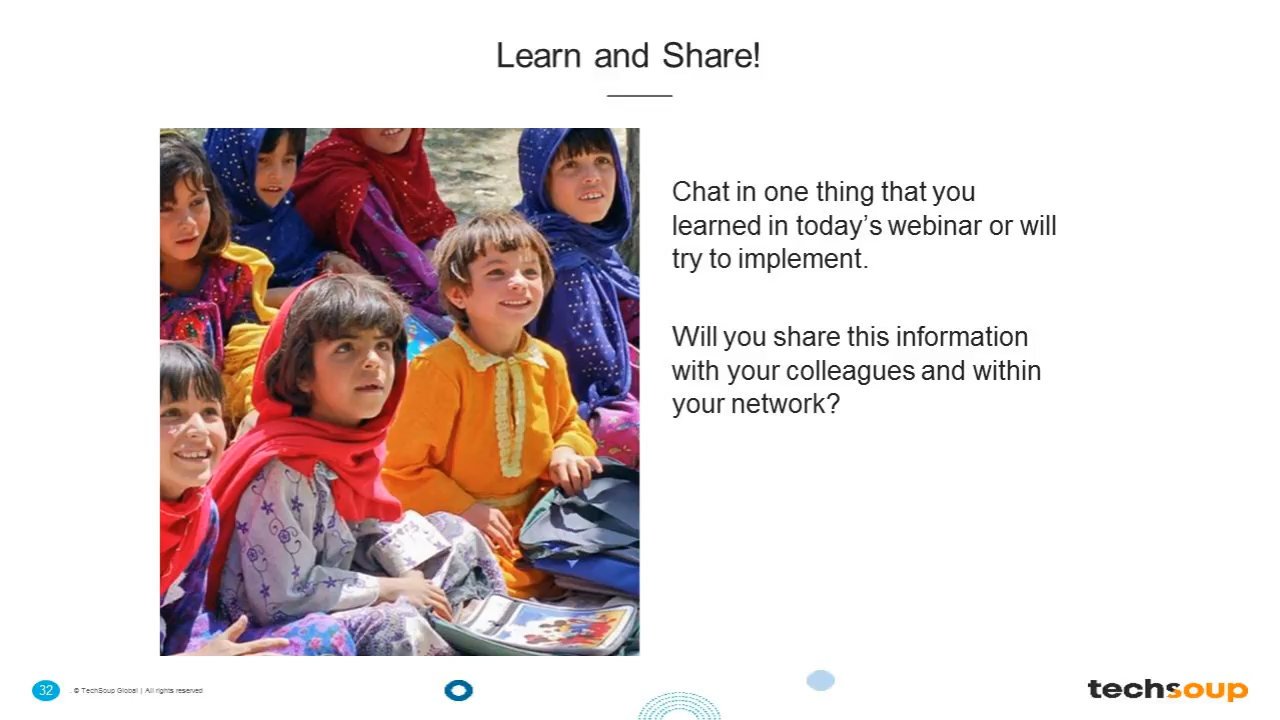 Learn and Share!
Chat in one thing that you
learned in today’s webinar or will
try to implement.
Will you share this information
with your colleagues and within
your network?
32
. © TechSoup Global | All rights reserved
techsoup